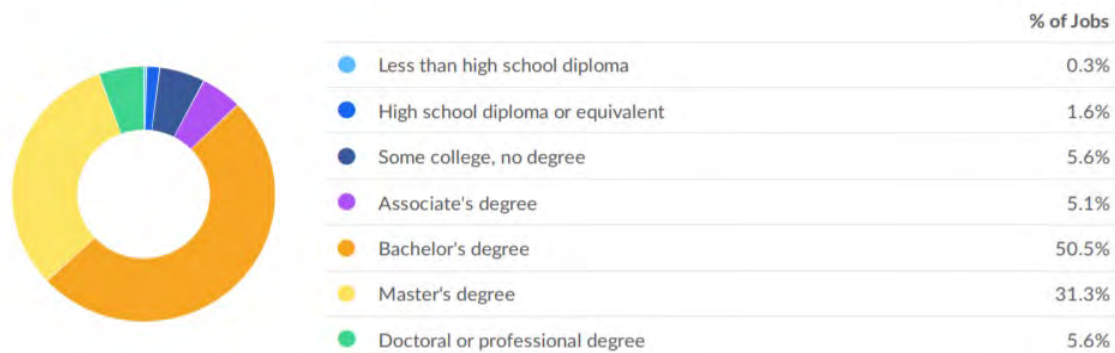 % of Jobs
Less than high school diploma 0.3%
High school diploma or equivalent 1.6%
Some college, no degree 5.6%
Associate's degree 5.1%
Bachelor's degree 50.5%
Master's degree 31.3%
Doctoral or professional degree 5.6%